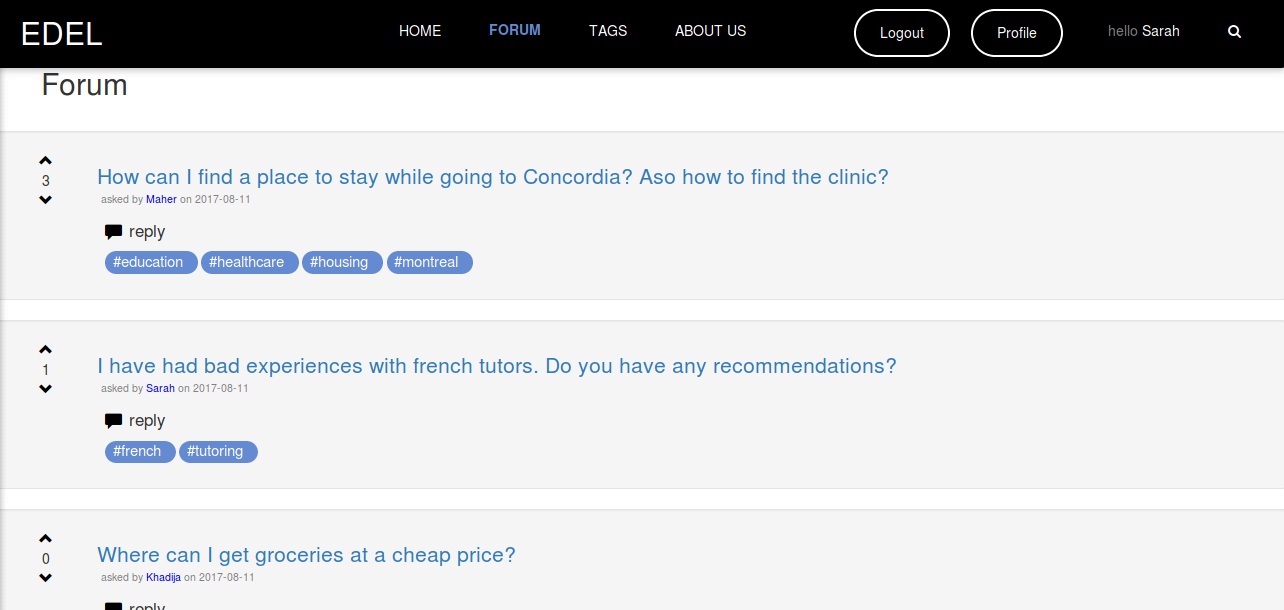 EDEL HOME FORUM TAGS ABOUT US Logout Profile hello Sarah
Forum
3
How can I find a place to stay while going to Concordia? Aso how to find the clinic?
asked by Maher on 2017-08-11
reply
#education #healthcare #housing #montreal
1
I have had bad experiences with french tutors. Do you have any recommendations?
asked by Sarah on 2017-08-11
reply
#french #tutoring
0
Where can I get groceries at a cheap price?
asked by Khadija on 2017-08-11
reply